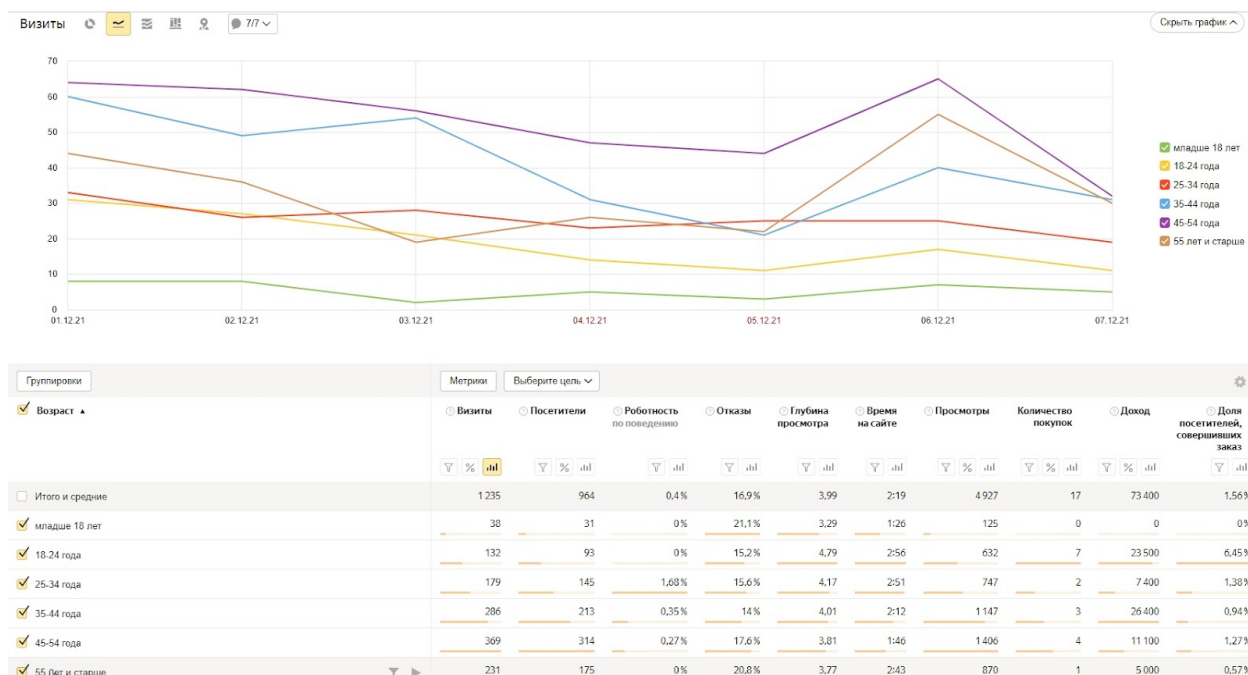 Визиты 7/7 Скрыть график
70
60
50
40
30
20
10
0
01.12.21 02.12.21 03.12.21 04.12.21 05.12.21 06.12.21 07.12.21
младше 18 лет
18-24 года
25-34 года
35-44 года
45-54 года
55 лет и старше
Группировки Метрики Выберите цель
Возраст Визиты Посетители Роботность по поведению Отказы Глубина просмотра Время на сайте Просмотры Количество покупок Доход Доля посетителей, совершивших заказ
Итого и средние 1 235 964 0,4 % 16,9 % 3,99 2:19 4 927 17 73 400 1,56 %
младше 18 лет 38 31 0 % 21,1 % 3,29 1:26 125 0 0 0 %
18-24 года 132 93 0 % 15,2 % 4,79 2:56 632 7 23 500 6,45 %
25-34 года 179 145 1,68 % 15,6 % 4,17 2:51 747 2 7 400 1,38 %
35-44 года 286 213 0,35 % 14 % 4,01 2:12 1 147 3 26 400 0,94 %
45-54 года 369 314 0,27 % 17,6 % 3,81 1:46 1 406 4 11 100 1,27 %
55 лет и старше 231 175 0 % 20,8 % 3,77 2:43 870 1 5 000 0,57 %